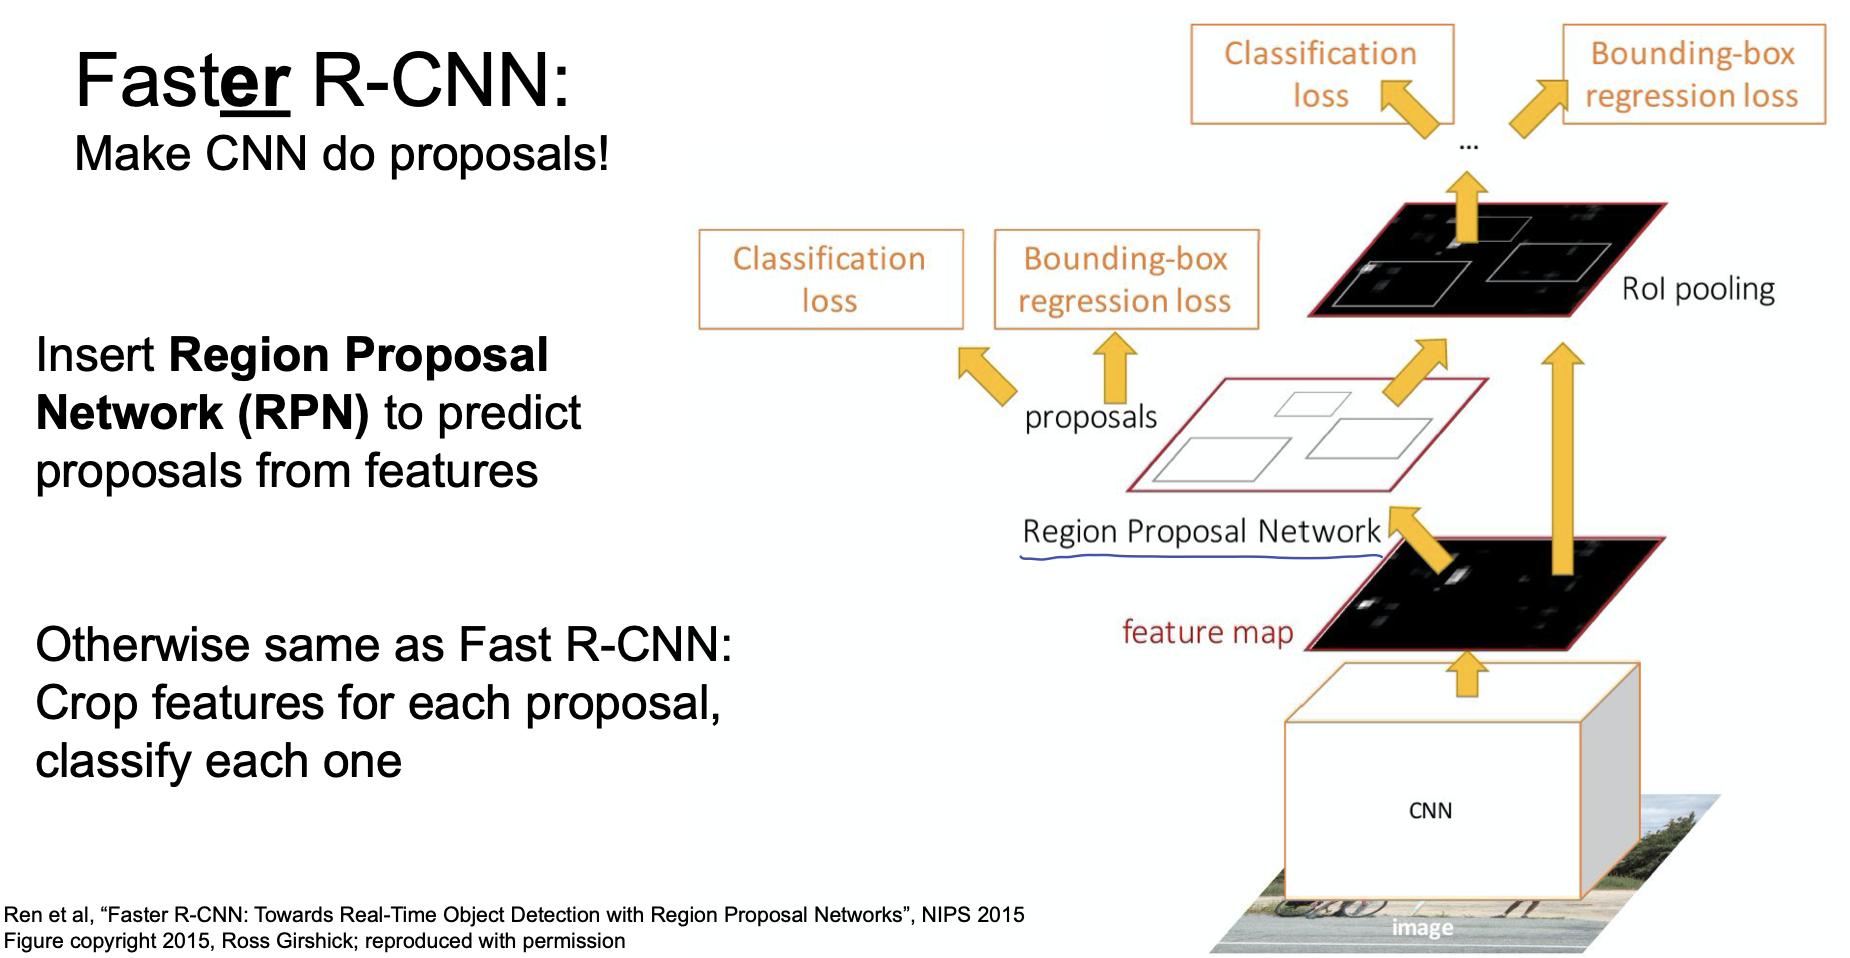 Faster R-CNN:
Make CNN do proposals!
Insert Region Proposal
Network (RPN) to predict
proposals from features
Otherwise same as Fast R-CNN:
Crop features for each proposal,
classify each one
Classification
loss
Bounding-box
regression loss
...
RoI pooling
Classification
loss
Bounding-box
regression loss
proposals
Region Proposal Network
feature map
CNN
image
Ren et al, “Faster R-CNN: Towards Real-Time Object Detection with Region Proposal Networks”, NIPS 2015
Figure copyright 2015, Ross Girshick; reproduced with permission